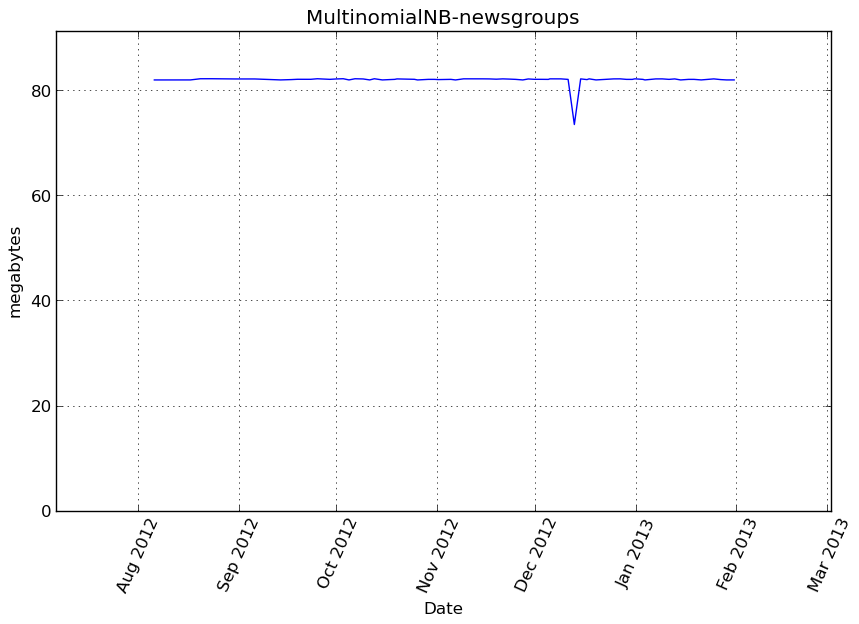 MultinomialNB-newsgroups
80
60
40
20
0
megabytes
Aug 2012
Sep 2012
Oct 2012
Nov 2012
Dec 2012
Jan 2013
Feb 2013
Mar 2013
Date